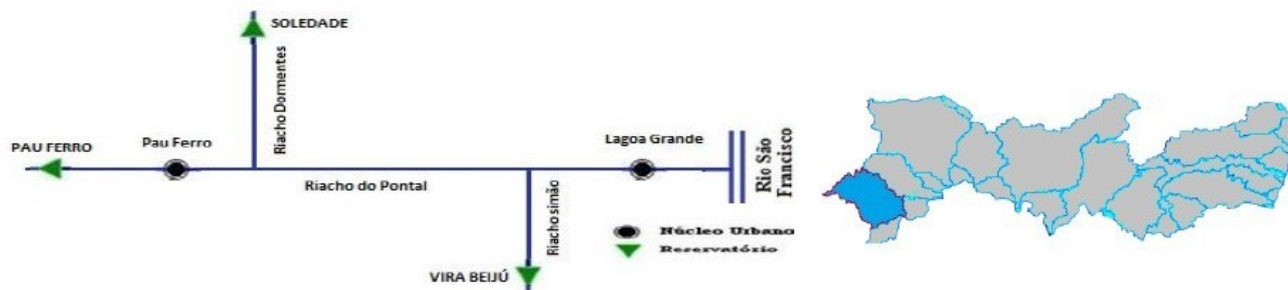 SOLEDADE
Riacho Dormentes
PAU FERRO
Pau Ferro
Lagoa Grande
Rio São
Francisco
Riacho do Pontal
Riacho simão
Núcleo Urbano
Reservatório
VIRA BEIJÚ